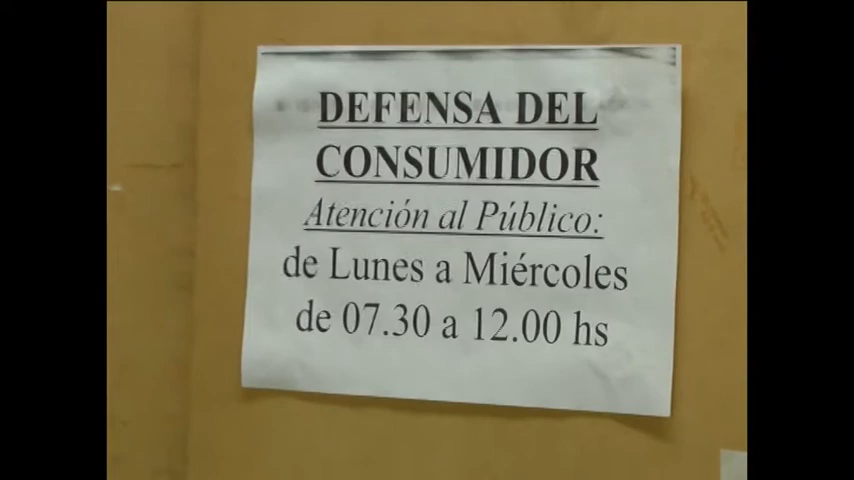 DEFENSA DEL
CONSUMIDOR
Atención al Público:
de Lunes a Miércoles
de 07.30 a 12.00 hs